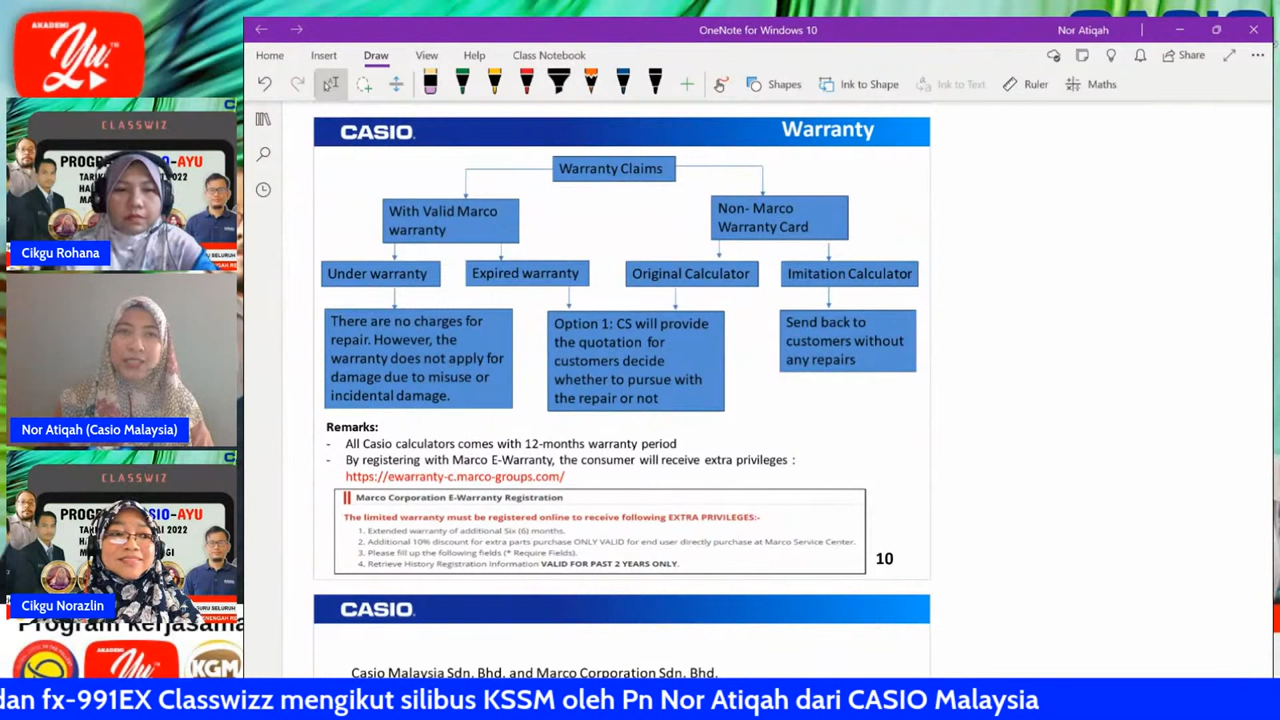 AKADEMI
Yu
CLASSWIZ
Cikgu Rohana
Nor Atiqah (Casio Malaysia)
CLASSWIZ
Cikgu Norazlin
KGM
OneNote for Windows 10
Nor Atiqah
Home
Insert
Draw
View
Help
Class Notebook
Share
Shapes
Ink to Shape
Ink to Text
Ruler
Maths
CASIO
Warranty
Warranty Claims
With Valid Marco
warranty
Non- Marco
Warranty Card
Under warranty
Expired warranty
Original Calculator
Imitation Calculator
There are no charges for
repair. However, the
warranty does not apply for
damage due to misuse or
incidental damage.
Option 1: CS will provide
the quotation for
customers decide
whether to pursue with
the repair or not
Send back to
customers without
any repairs
Remarks:
- All Casio calculators comes with 12-months warranty period
- By registering with Marco E-Warranty, the consumer will receive extra privileges :
https://ewarranty-c.marco-groups.com/
Marco Corporation E-Warranty Registration
The limited warranty must be registered online to receive following EXTRA PRIVILEGES:-
1. Extended warranty of additional Six (6) months.
2. Additional 10% discount for extra parts purchase ONLY VALID for end user directly purchase at Marco Service Center.
3. Please fill up the following fields (* Require Fields).
4. Retrieve History Registration Information VALID FOR PAST 2 YEARS ONLY.
10
CASIO
Casio Malaysia Sdn. Bhd. and Marco Corporation Sdn. Bhd.
dan fx-991EX Classwizz mengikut silibus KSSM oleh Pn Nor Atiqah dari CASIO Malaysia